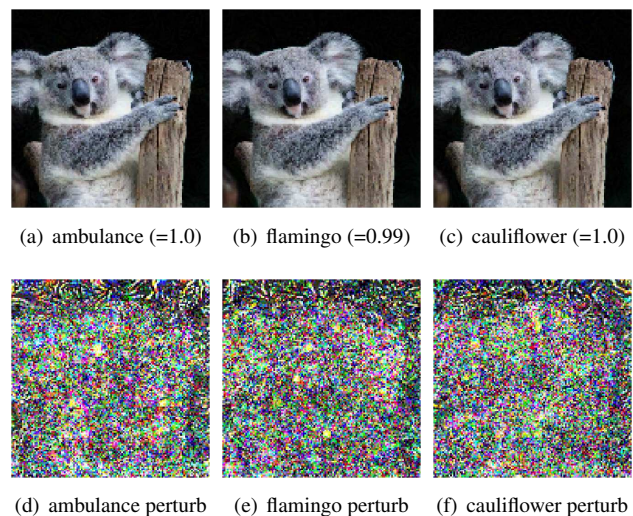 (a) ambulance (=1.0) (b) flamingo (=0.99) (c) cauliflower (=1.0)
(d) ambulance perturb (e) flamingo perturb (f) cauliflower perturb